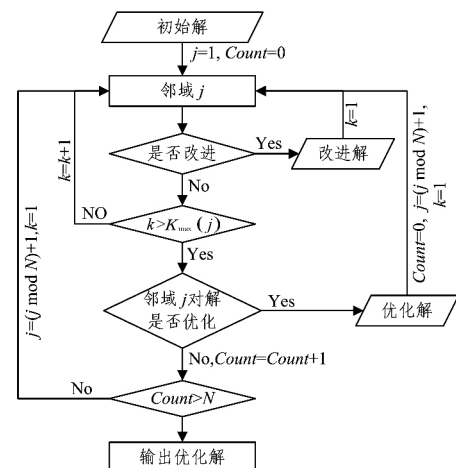 初始解
j=1, Count=0
邻域 j
是否改进
Yes
改进解
k=1
No
k=k+1
NO
k>Kmax (j)
Yes
邻域 j 对解
是否优化
Yes
优化解
Count=0, j=(j mod N)+1,
k=1
No,Count=Count+1
j=(j mod N)+1,k=1
No
Count>N
输出优化解